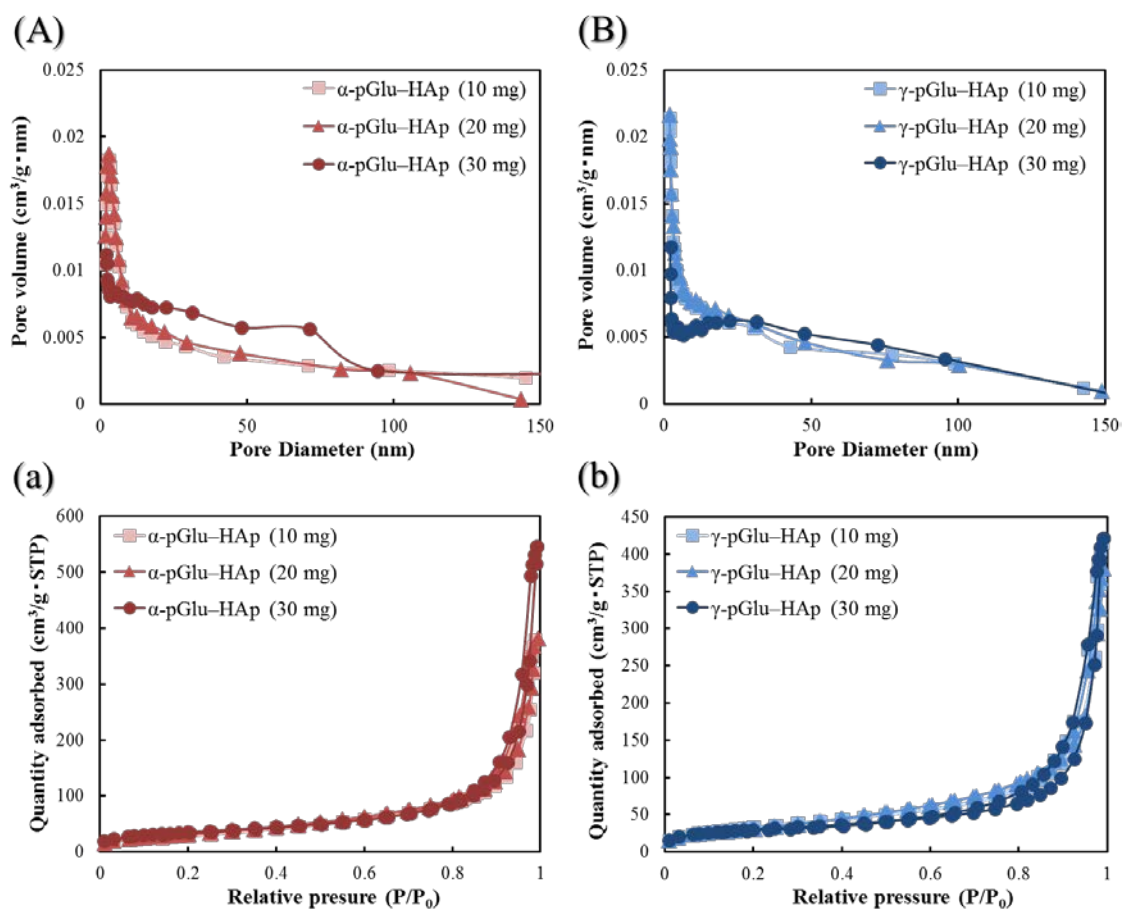 (A)
Pore volume (cm³/g・nm)
0.025
0.02
0.015
0.01
0.005
0
α-pGlu–HAp (10 mg)
α-pGlu–HAp (20 mg)
α-pGlu–HAp (30 mg)
0 50 100 150
Pore Diameter (nm)
(B)
Pore volume (cm³/g・nm)
0.025
0.02
0.015
0.01
0.005
0
γ-pGlu–HAp (10 mg)
γ-pGlu–HAp (20 mg)
γ-pGlu–HAp (30 mg)
0 50 100 150
Pore Diameter (nm)
(a)
Quantity adsorbed (cm³/g・STP)
600
500
400
300
200
100
0
α-pGlu–HAp (10 mg)
α-pGlu–HAp (20 mg)
α-pGlu–HAp (30 mg)
0 0.2 0.4 0.6 0.8 1
Relative presure (P/P₀)
(b)
Quantity adsorbed (cm³/g・STP)
450
400
350
300
250
200
150
100
50
0
γ-pGlu–HAp (10 mg)
γ-pGlu–HAp (20 mg)
γ-pGlu–HAp (30 mg)
0 0.2 0.4 0.6 0.8 1
Relative pressure (P/P₀)